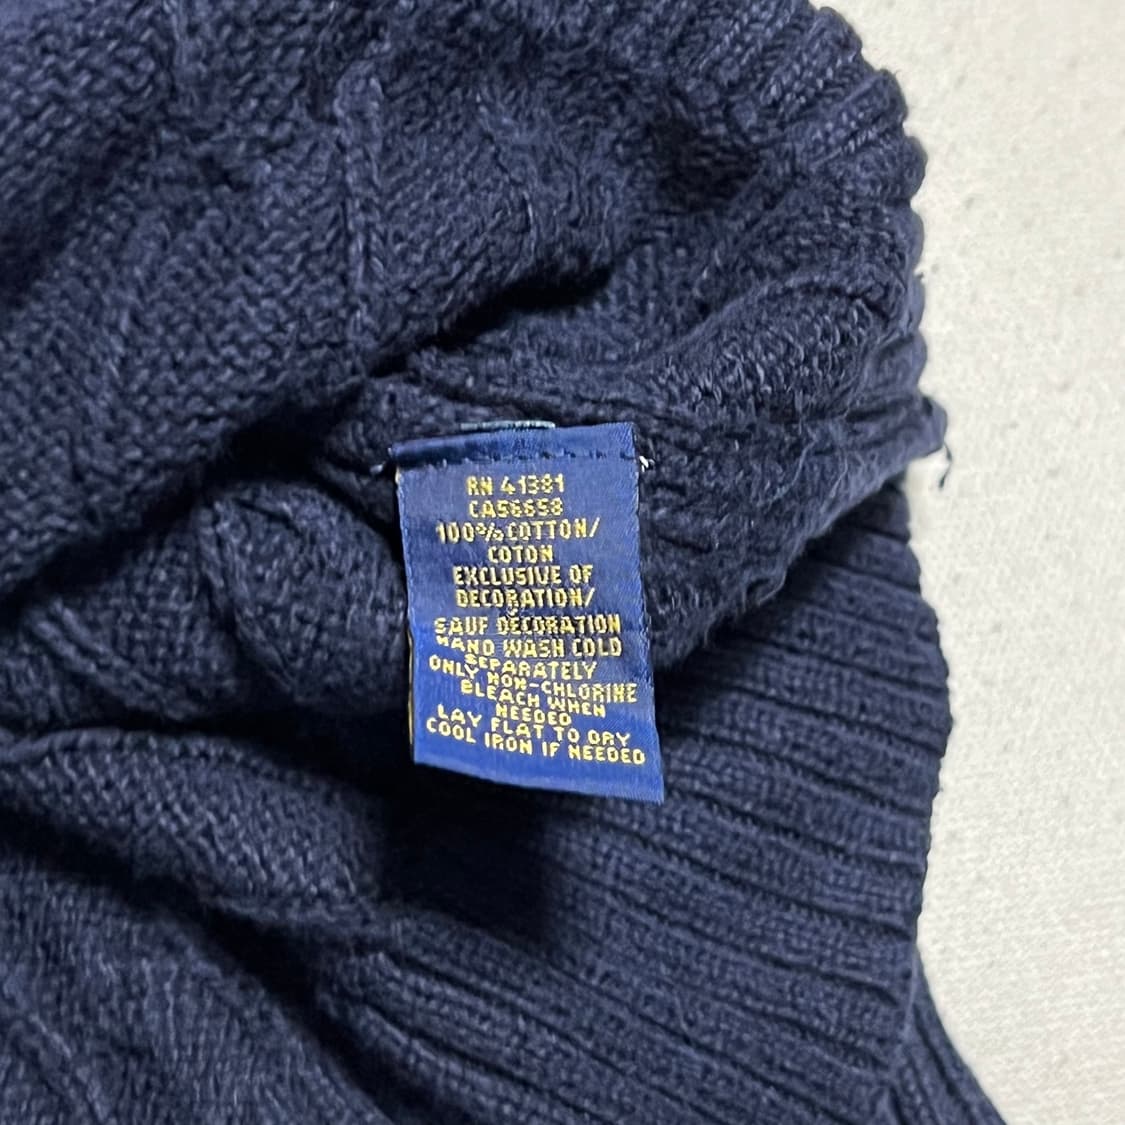 RN 41381
CA56658
100% COTTON/
COTON
EXCLUSIVE OF
DECORATION/
SAUF DECORATION
HAND WASH COLD
SEPARATELY
ONLY NON-CHLORINE
BLEACH WHEN
NEEDED
LAY FLAT TO DRY
COOL IRON IF NEEDED